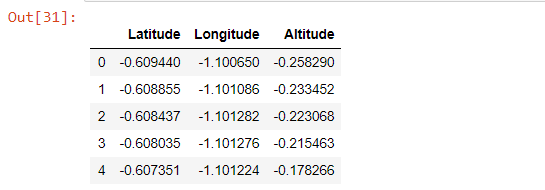 Out[31]:
Latitude Longitude Altitude
0 -0.609440 -1.100650 -0.258290
1 -0.608855 -1.101086 -0.233452
2 -0.608437 -1.101282 -0.223068
3 -0.608035 -1.101276 -0.215463
4 -0.607351 -1.101224 -0.178266